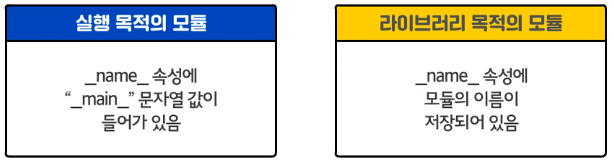 실행 목적의 모듈
_name_ 속성에
“_main_” 문자열 값이
들어가 있음
라이브러리 목적의 모듈
_name_ 속성에
모듈의 이름이
저장되어 있음